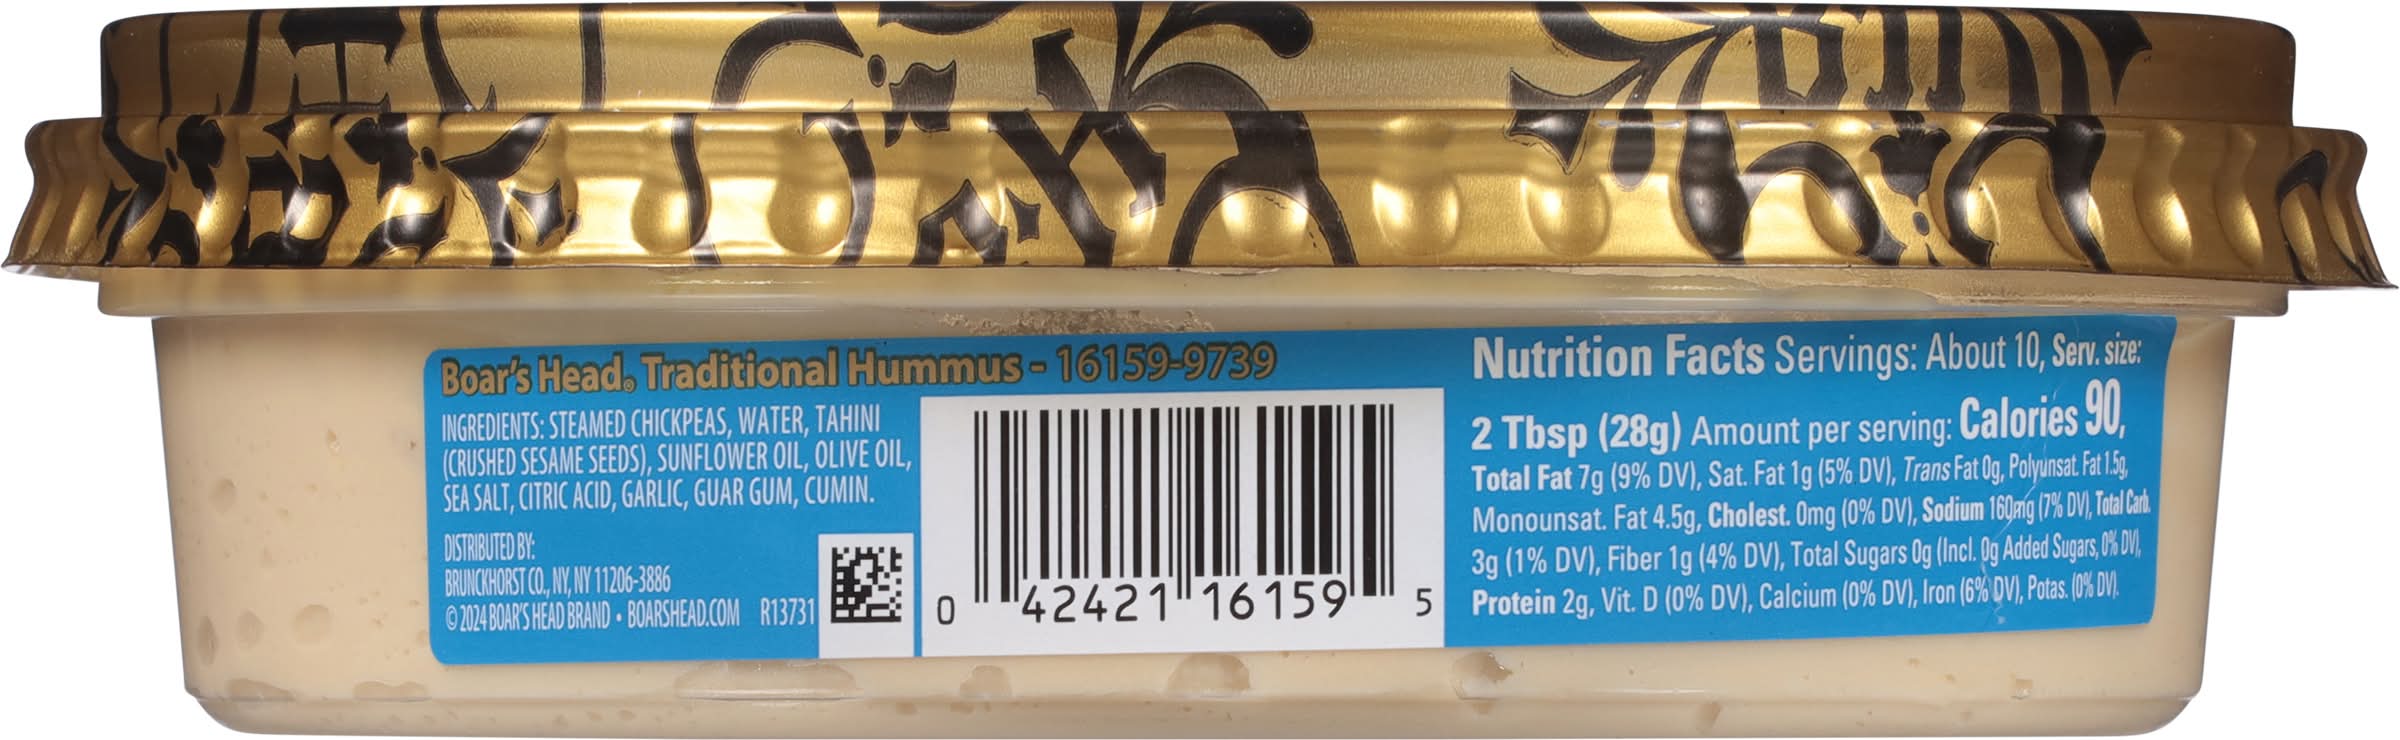 Boar's Head® Traditional Hummus - 16159-9739
INGREDIENTS: STEAMED CHICKPEAS, WATER, TAHINI
(CRUSHED SESAME SEEDS), SUNFLOWER OIL, OLIVE OIL,
SEA SALT, CITRIC ACID, GARLIC, GUAR GUM, CUMIN.
DISTRIBUTED BY:
BRUNCKHORST CO., NY, NY 11206-3886
© 2024 BOAR'S HEAD BRAND • BOARSHEAD.COM R13731
0 42421 16159 5
Nutrition Facts Servings: About 10, Serv. size:
2 Tbsp (28g) Amount per serving: Calories 90,
Total Fat 7g (9% DV), Sat. Fat 1g (5% DV), Trans Fat 0g, Polyunsat. Fat 1.5g,
Monounsat. Fat 4.5g, Cholest. 0mg (0% DV), Sodium 160mg (7% DV), Total Carb.
3g (1% DV), Fiber 1g (4% DV), Total Sugars 0g (Incl. 0g Added Sugars, 0% DV),
Protein 2g, Vit. D (0% DV), Calcium (0% DV), Iron (6% DV), Potas. (0% DV).